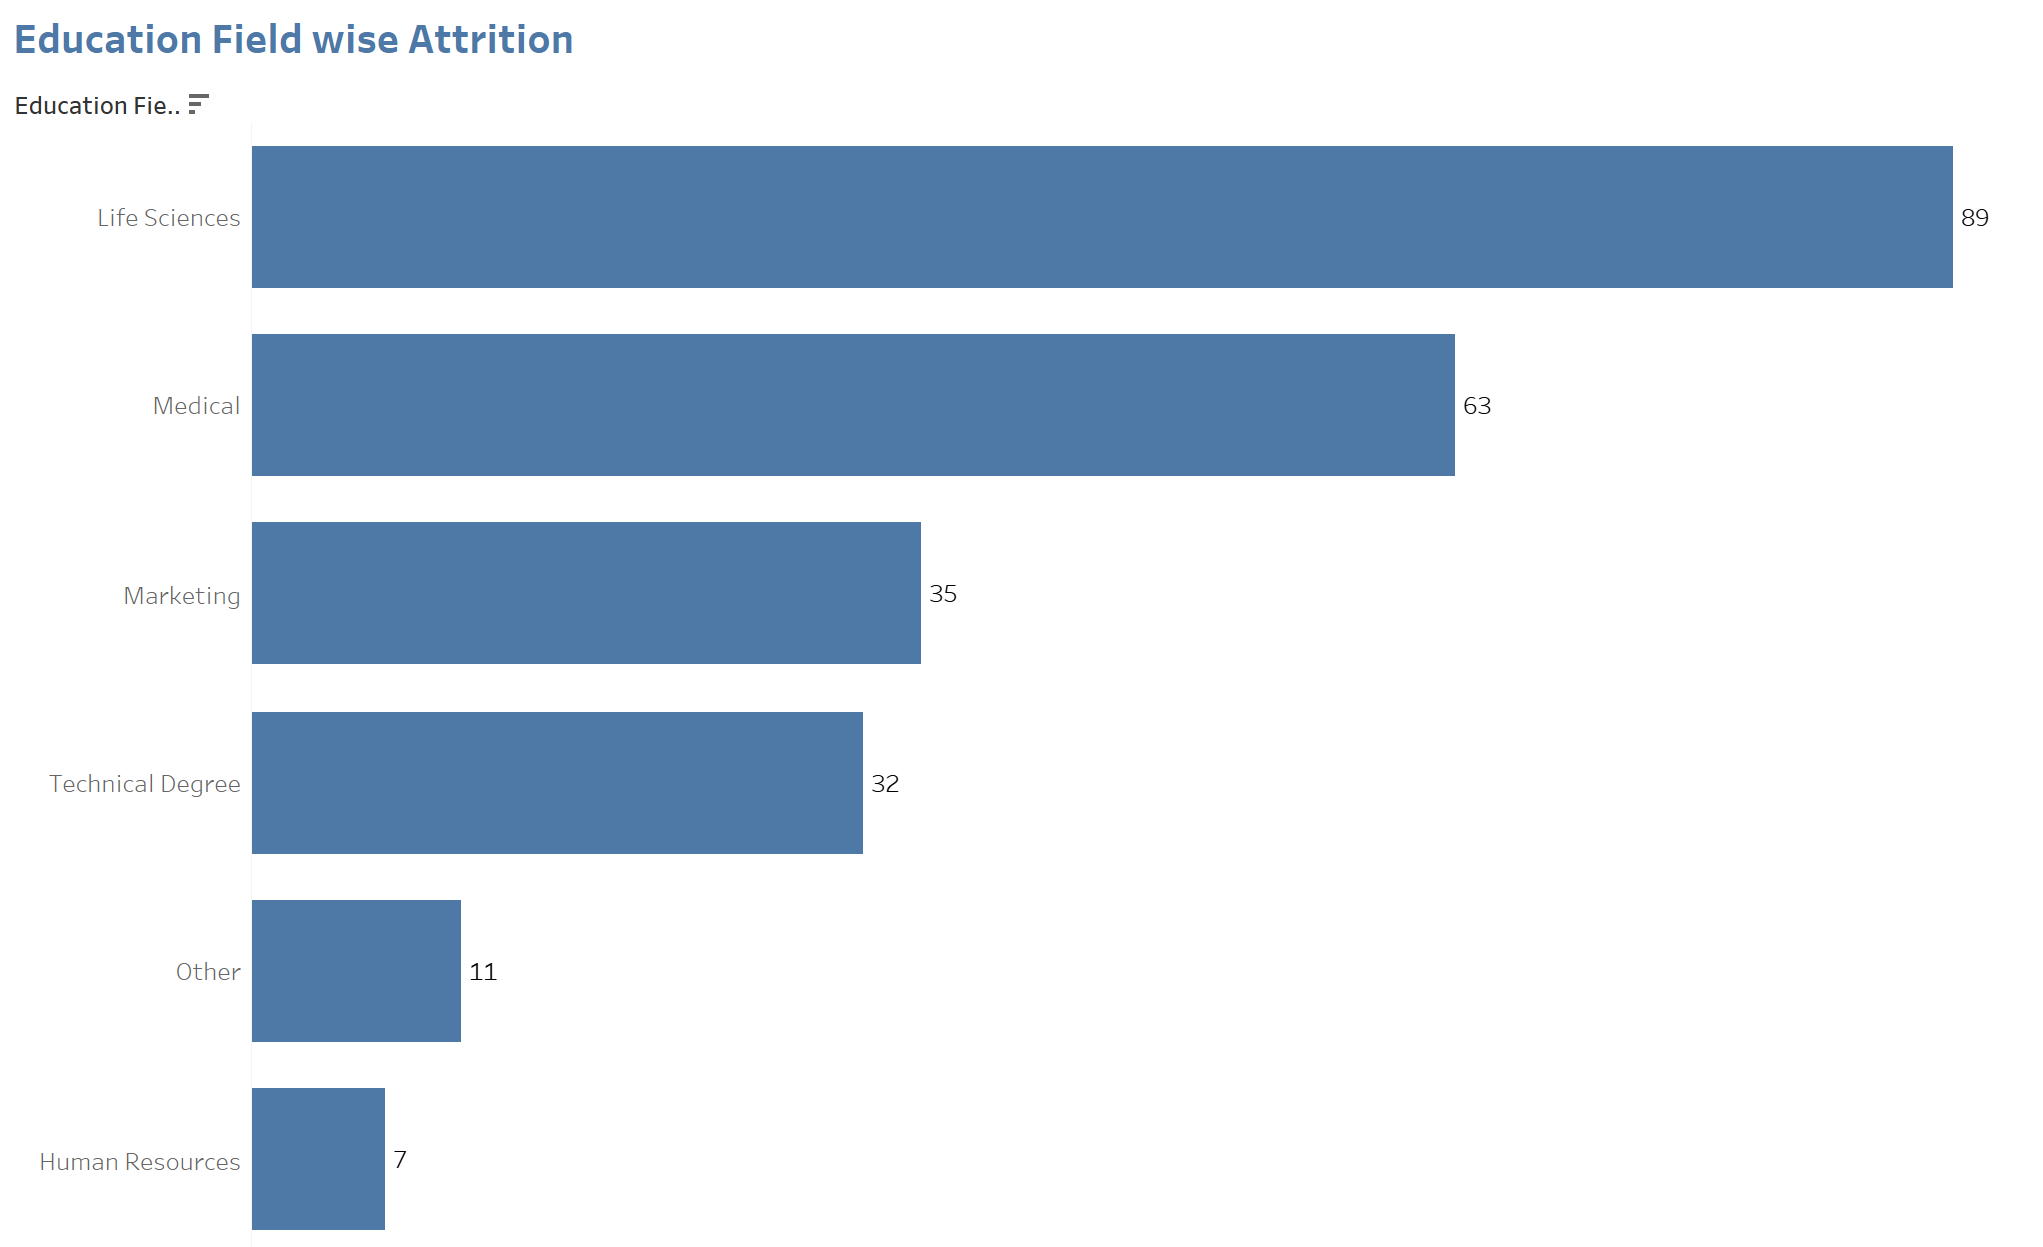 Education Field wise Attrition
Education Fie..
Life Sciences 89
Medical 63
Marketing 35
Technical Degree 32
Other 11
Human Resources 7